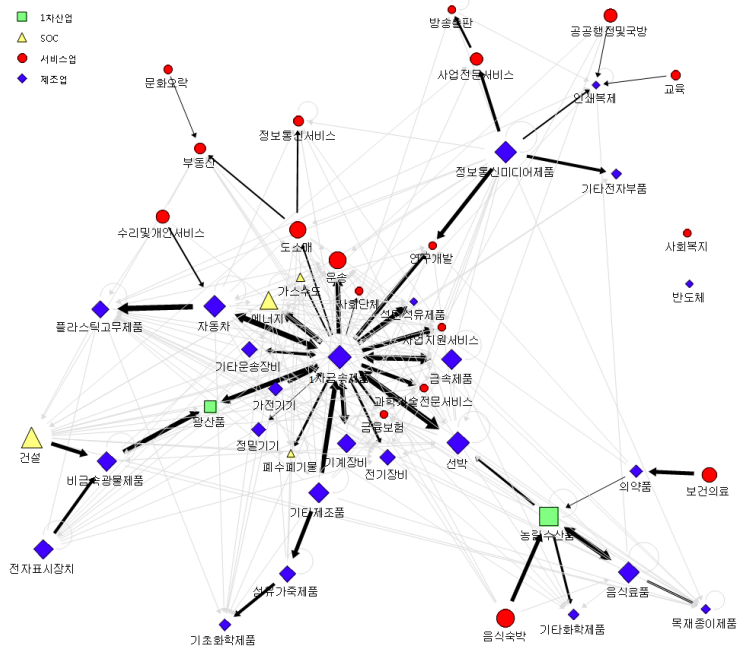 1차산업
SOC
서비스업
제조업
방송출판
공공행정및국방
사업전문서비스
문화오락
인쇄복제
교육
정보통신서비스
부동산
정보통신미디어제품
기타전자부품
수리및개인서비스
도소매
연구개발
사회복지
운송
가스수도
사회단체
반도체
에너지
석탄석유제품
플라스틱고무제품
자동차
사업지원서비스
기타운송장비
1차금속제품
금속제품
가전기기
과학기술전문서비스
광산품
금융보험
정밀기기
건설
폐수폐기물
기계장비
전기장비
선박
비금속광물제품
의약품
보건의료
기타제조품
농림수산품
전자표시장치
섬유가죽제품
음식료품
기초화학제품
음식숙박
기타화학제품
목재종이제품